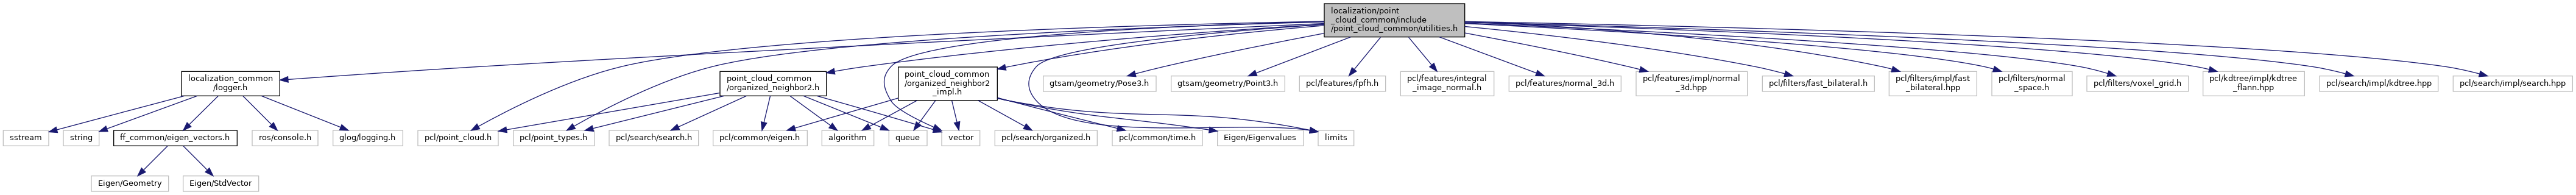 localization/point
_cloud_common/include
/point_cloud_common/utilities.h
localization_common
/logger.h
point_cloud_common
/organized_neighbor2.h
point_cloud_common
/organized_neighbor2
_impl.h
gtsam/geometry/Pose3.h
gtsam/geometry/Point3.h
pcl/features/fpfh.h
pcl/features/integral
_image_normal.h
pcl/features/normal_3d.h
pcl/features/impl/normal
_3d.hpp
pcl/filters/fast_bilateral.h
pcl/filters/impl/fast
_bilateral.hpp
pcl/filters/normal
_space.h
pcl/filters/voxel_grid.h
pcl/kdtree/impl/kdtree
_flann.hpp
pcl/search/impl/kdtree.hpp
pcl/search/impl/search.hpp
sstream
string
ff_common/eigen_vectors.h
ros/console.h
glog/logging.h
pcl/point_cloud.h
pcl/point_types.h
pcl/search/search.h
pcl/common/eigen.h
algorithm
queue
vector
pcl/search/organized.h
pcl/common/time.h
Eigen/Eigenvalues
limits
Eigen/Geometry
Eigen/StdVector